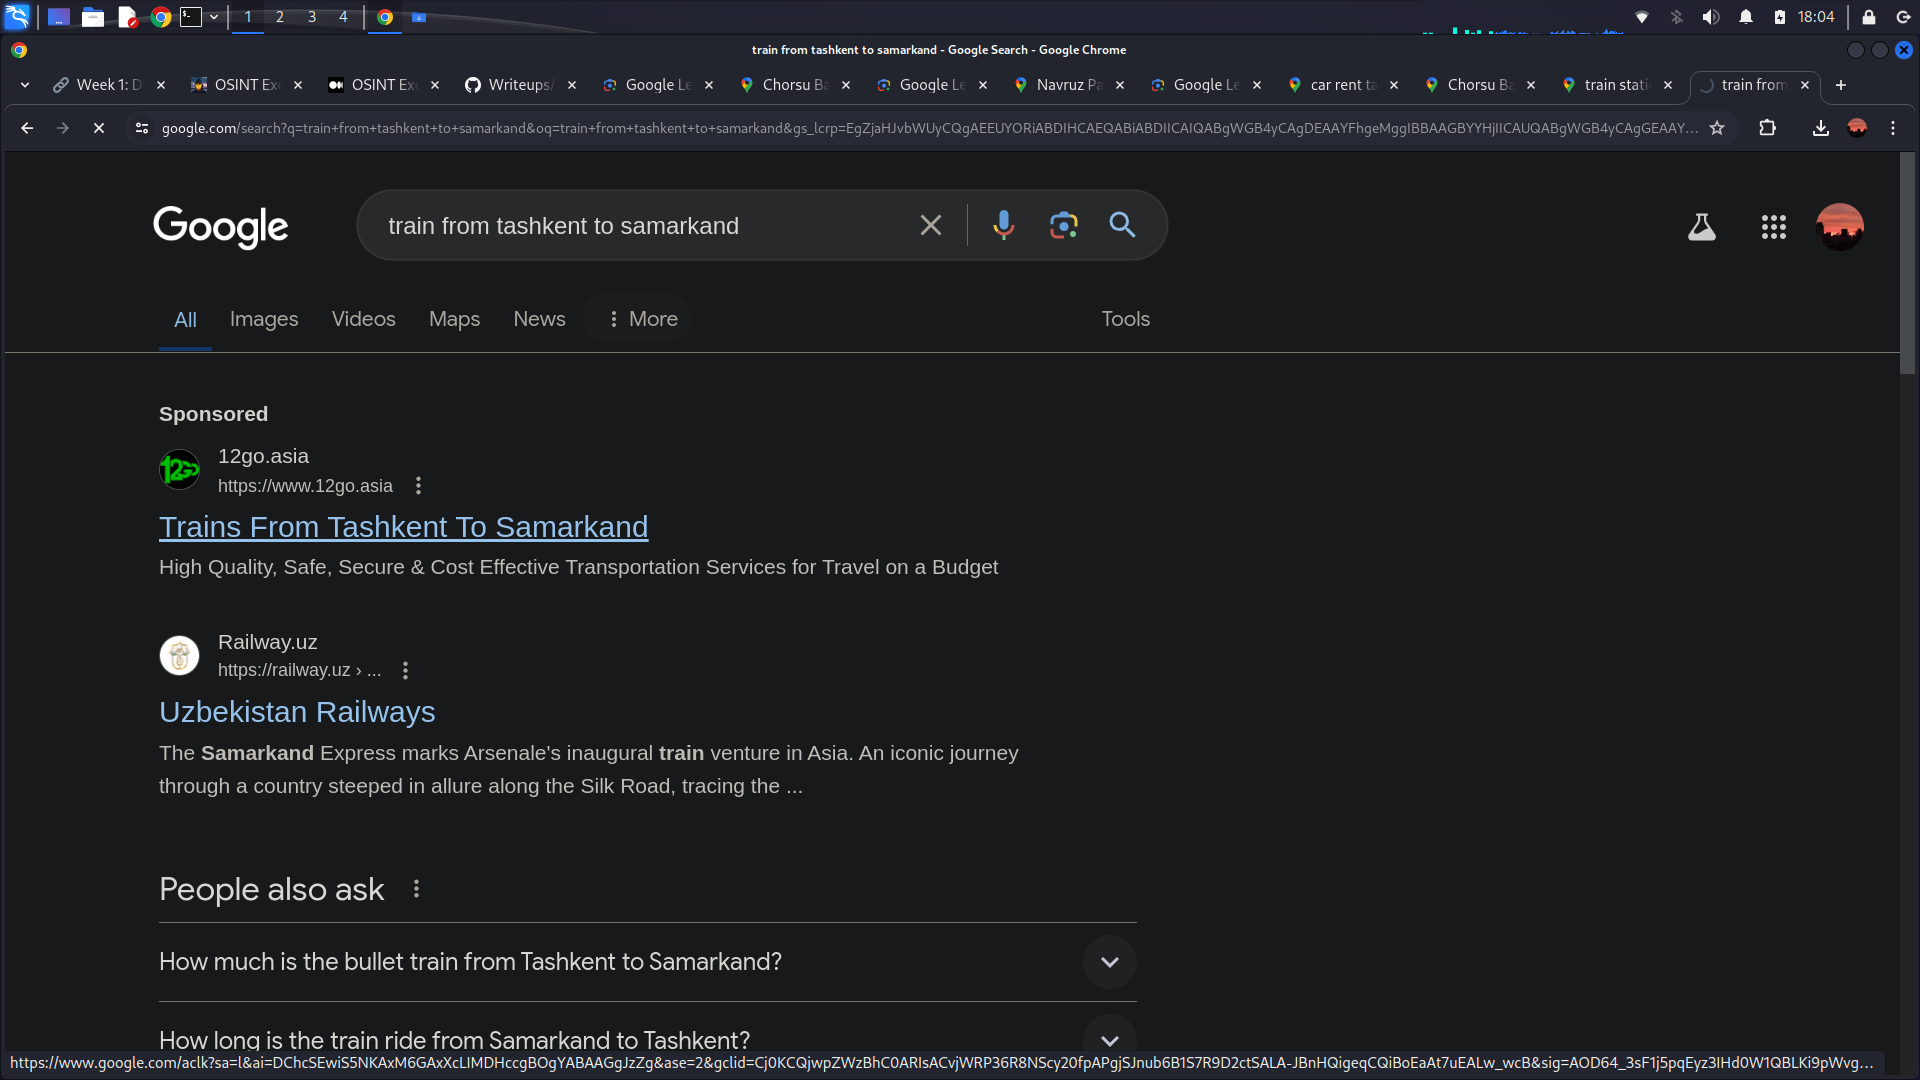 1 2 3 4
18:04
train from tashkent to samarkand - Google Search - Google Chrome
Week 1: D
OSINT Exe
OSINT Exe
Writeups/
Google Le
Chorsu Ba
Google Le
Navruz Pa
Google Le
car rent ta
Chorsu Ba
train stati
train from
google.com/search?q=train+from+tashkent+to+samarkand&oq=train+from+tashkent+to+samarkand&gs_lcrp=EgZjaHJvbWUyCQgAEEUYORiABDIHCAEQABiABDIICAIQABgWGB4yCAgDEAAYFhgeMggIBBAAGBYYHjIICAUQABgWGB4yCAgGEAAY...
Google
train from tashkent to samarkand
All Images Videos Maps News More Tools
Sponsored
12GO
12go.asia
https://www.12go.asia
Trains From Tashkent To Samarkand
High Quality, Safe, Secure & Cost Effective Transportation Services for Travel on a Budget
Railway.uz
https://railway.uz › ...
Uzbekistan Railways
The Samarkand Express marks Arsenale's inaugural train venture in Asia. An iconic journey
through a country steeped in allure along the Silk Road, tracing the ...
People also ask
How much is the bullet train from Tashkent to Samarkand?
How long is the train ride from Samarkand to Tashkent?
https://www.google.com/aclk?sa=l&ai=DChcSEwiS5NKAxM6GAxXcLIMDHccgBOgYABAAGgJzZg&ase=2&gclid=Cj0KCQjwpZWzBhC0ARIsACvjWRP36R8NScy20fpAPgjSJnub6B1S7R9D2ctSALA-JBnHQigeqCQiBoEaAt7uEALw_wcB&sig=AOD64_3sF1j5pqEyz3IHd0W1QBLKi9pWvg...